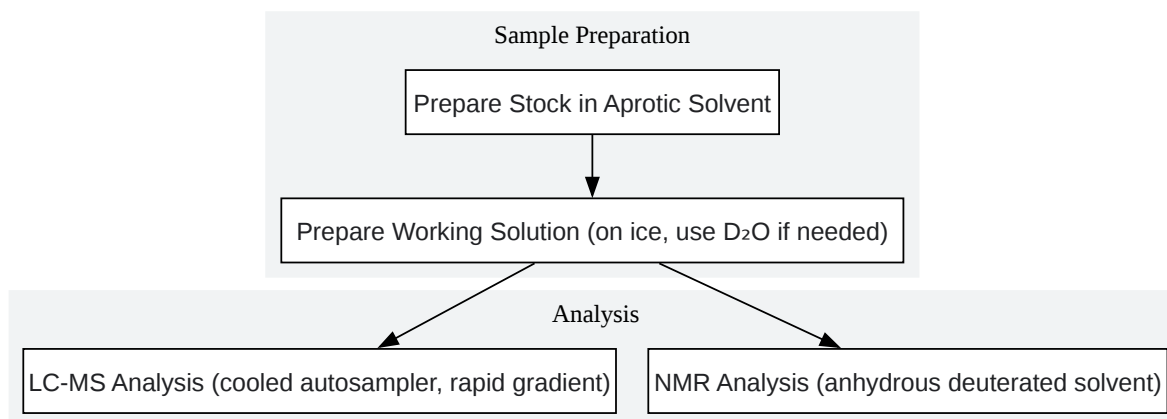 Sample Preparation
Prepare Stock in Aprotic Solvent
Prepare Working Solution (on ice, use D₂O if needed)
Analysis
LC-MS Analysis (cooled autosampler, rapid gradient)
NMR Analysis (anhydrous deuterated solvent)